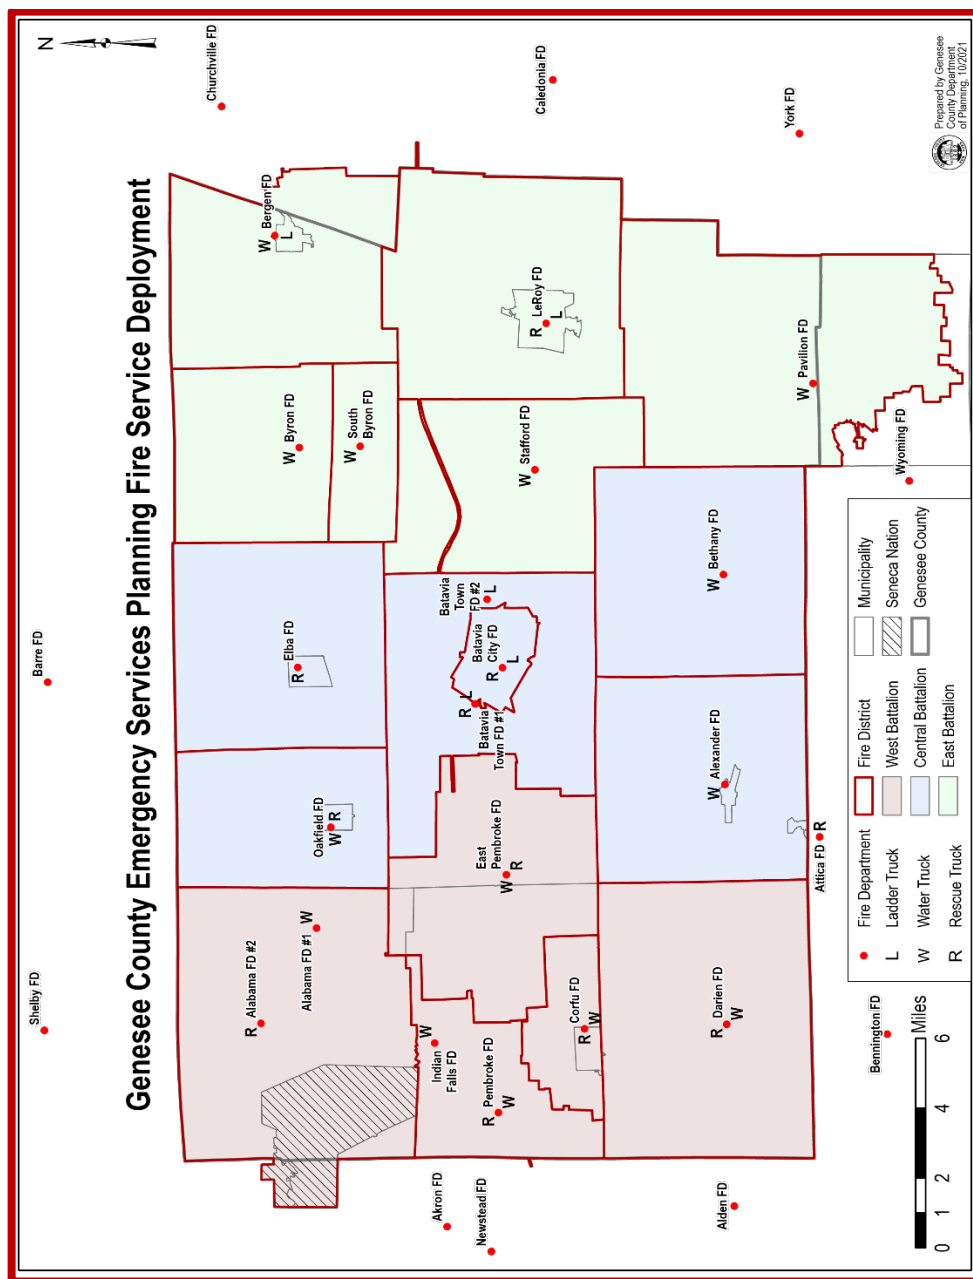 Genesee County Emergency Services Planning Fire Service Deployment
N
Shelby FD
Barre FD
Churchville FD
Alabama FD #2
R
Alabama FD #1
W
Oakfield FD
W R
Elba FD
R
W
Byron FD
W
South
Byron FD
W
Bergen FD
L
Akron FD
Newstead FD
W
Indian
Falls FD
Pembroke FD
R
W
East
Pembroke FD
W
R
R L
Batavia
Town FD #1
Batavia
City FD
R
L
Batavia
Town
FD #2
L
Stafford FD
W
LeRoy FD
R
L
Caledonia FD
Corfu FD
R
W
Alden FD
Darien FD
R
W
Alexander FD
W
Bethany FD
W
Pavilion FD
W
York FD
Attica FD
R
Bennington FD
Wyoming FD
0 1 2 4 6
Miles
Fire Department
L Ladder Truck
W Water Truck
R Rescue Truck
Fire District
West Battalion
Central Battalion
East Battalion
Municipality
Seneca Nation
Genesee County
Prepared by Genesee
County Department
of Planning, 10/2021